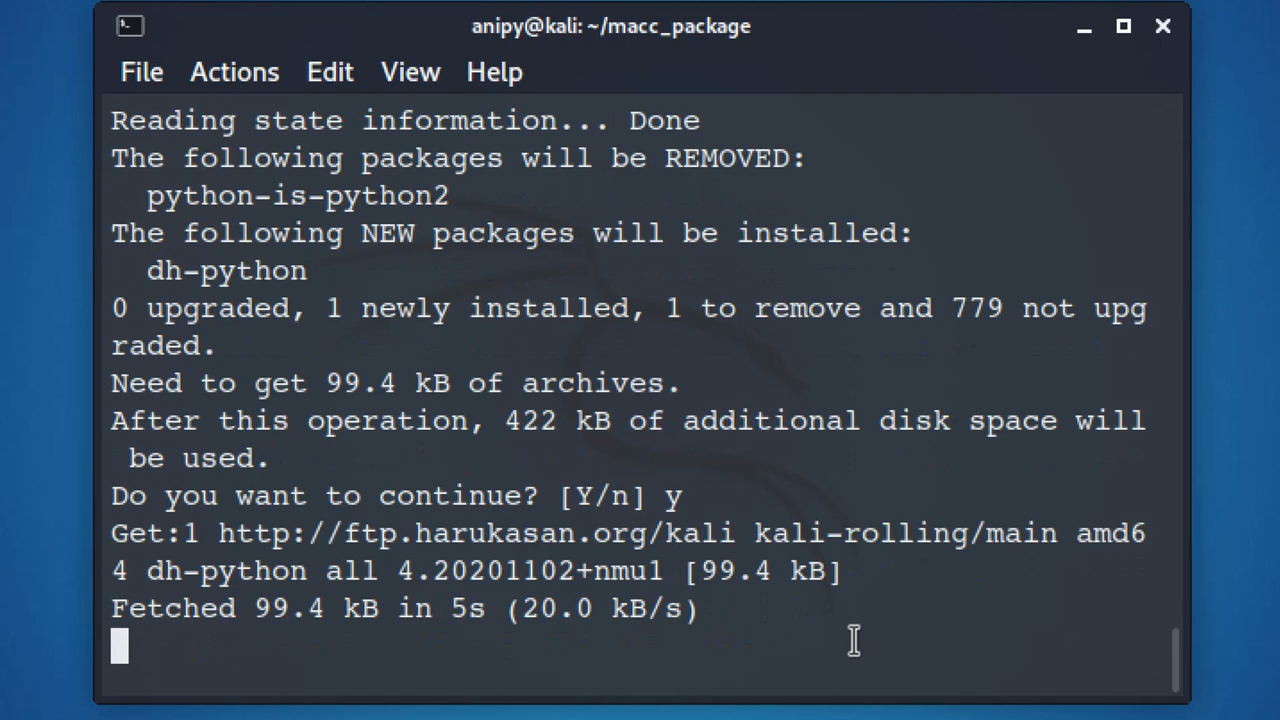 anipy@kali: ~/macc_package
File Actions Edit View Help
Reading state information... Done
The following packages will be REMOVED:
  python-is-python2
The following NEW packages will be installed:
  dh-python
0 upgraded, 1 newly installed, 1 to remove and 779 not upg
raded.
Need to get 99.4 kB of archives.
After this operation, 422 kB of additional disk space will
 be used.
Do you want to continue? [Y/n] y
Get:1 http://ftp.harukasan.org/kali kali-rolling/main amd6
4 dh-python all 4.20201102+nmu1 [99.4 kB]
Fetched 99.4 kB in 5s (20.0 kB/s)